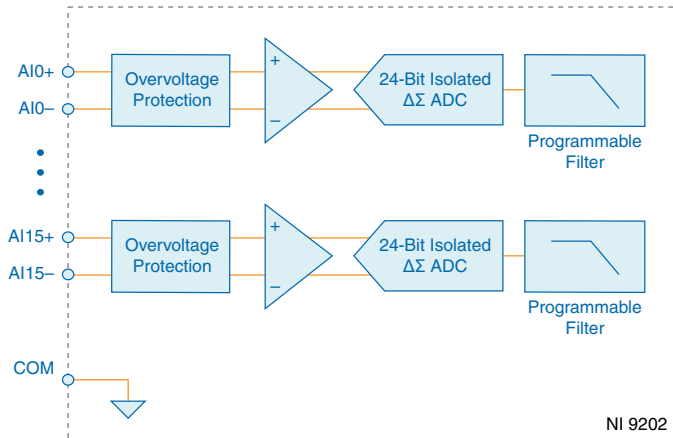 AI0+
AI0–
Overvoltage
Protection
+
–
24-Bit Isolated
ΔΣ ADC
Programmable
Filter
AI15+
AI15–
Overvoltage
Protection
+
–
24-Bit Isolated
ΔΣ ADC
Programmable
Filter
COM
NI 9202